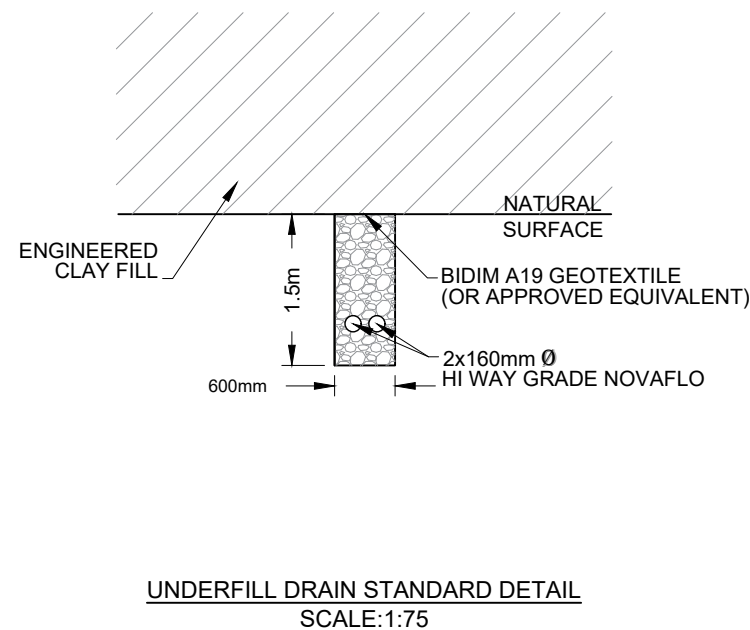 NATURAL
SURFACE
ENGINEERED
CLAY FILL
1.5m
BIDIM A19 GEOTEXTILE
(OR APPROVED EQUIVALENT)
2x160mm Ø
HI WAY GRADE NOVAFLO
600mm
UNDERFILL DRAIN STANDARD DETAIL
SCALE:1:75